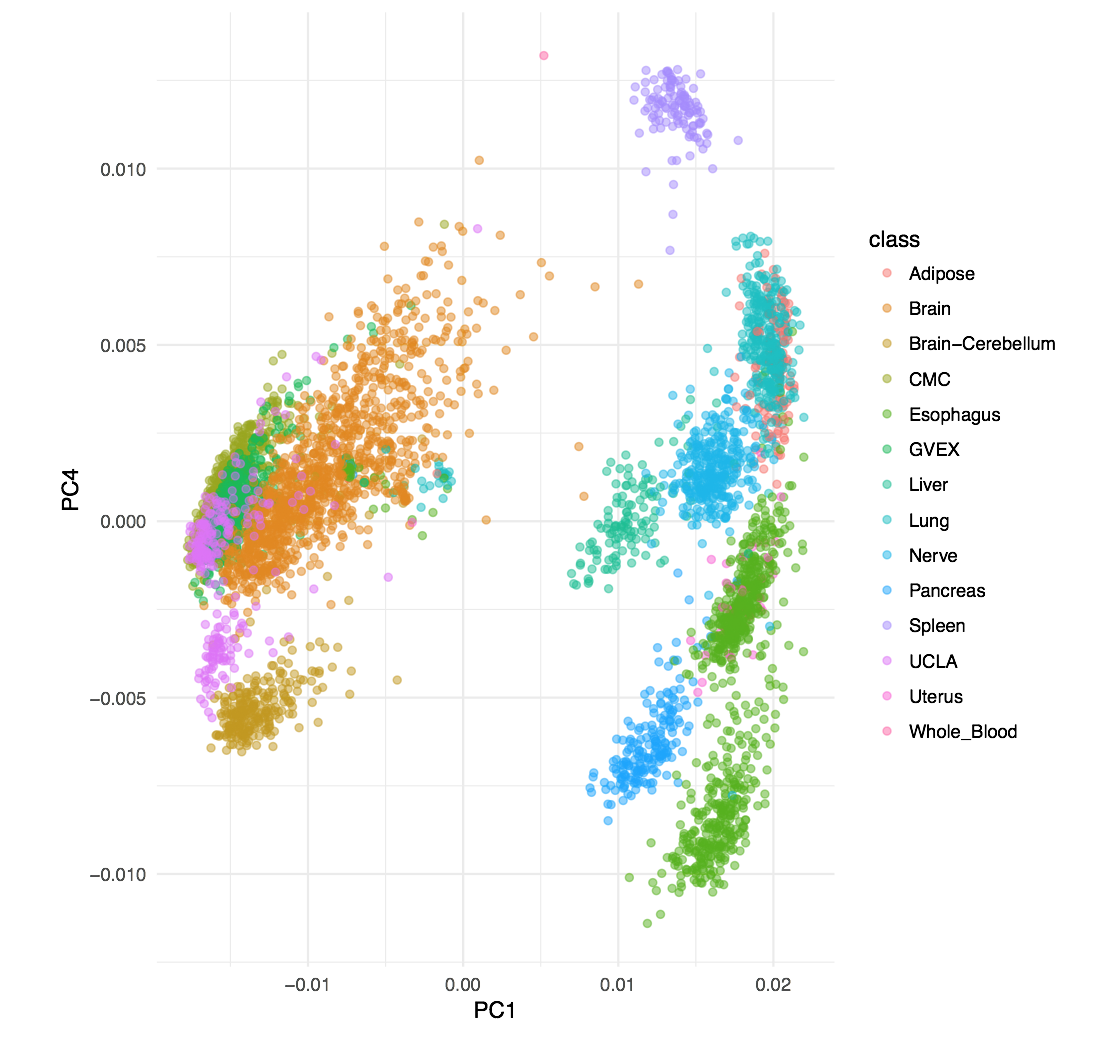 0.010
0.005
0.000
−0.005
−0.010
PC4
−0.01
0.00
0.01
0.02
PC1
class
Adipose
Brain
Brain−Cerebellum
CMC
Esophagus
GVEX
Liver
Lung
Nerve
Pancreas
Spleen
UCLA
Uterus
Whole_Blood